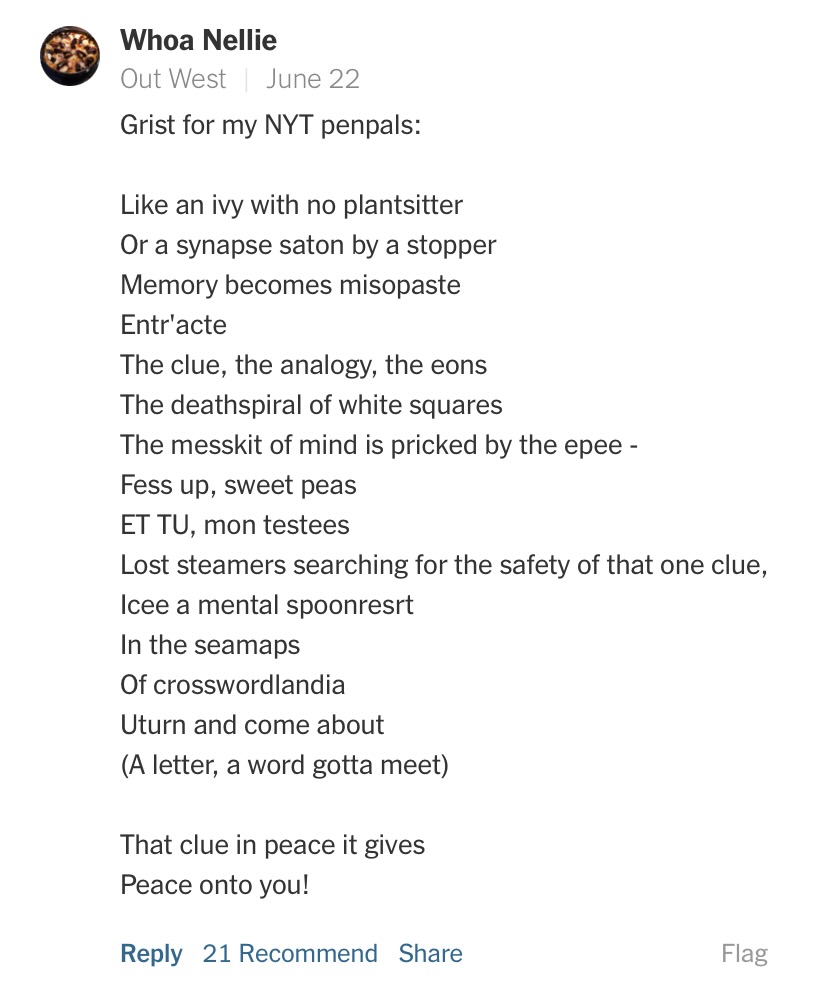 Whoa Nellie
Out West | June 22
Grist for my NYT penpals:
Like an ivy with no plantsitter
Or a synapse saton by a stopper
Memory becomes misopaste
Entr'acte
The clue, the analogy, the eons
The deathspiral of white squares
The messkit of mind is pricked by the epee -
Fess up, sweet peas
ET TU, mon testees
Lost steamers searching for the safety of that one clue,
Icee a mental spoonresrt
In the seamaps
Of crosswordlandia
Uturn and come about
(A letter, a word gotta meet)
That clue in peace it gives
Peace onto you!
Reply 21 Recommend Share Flag